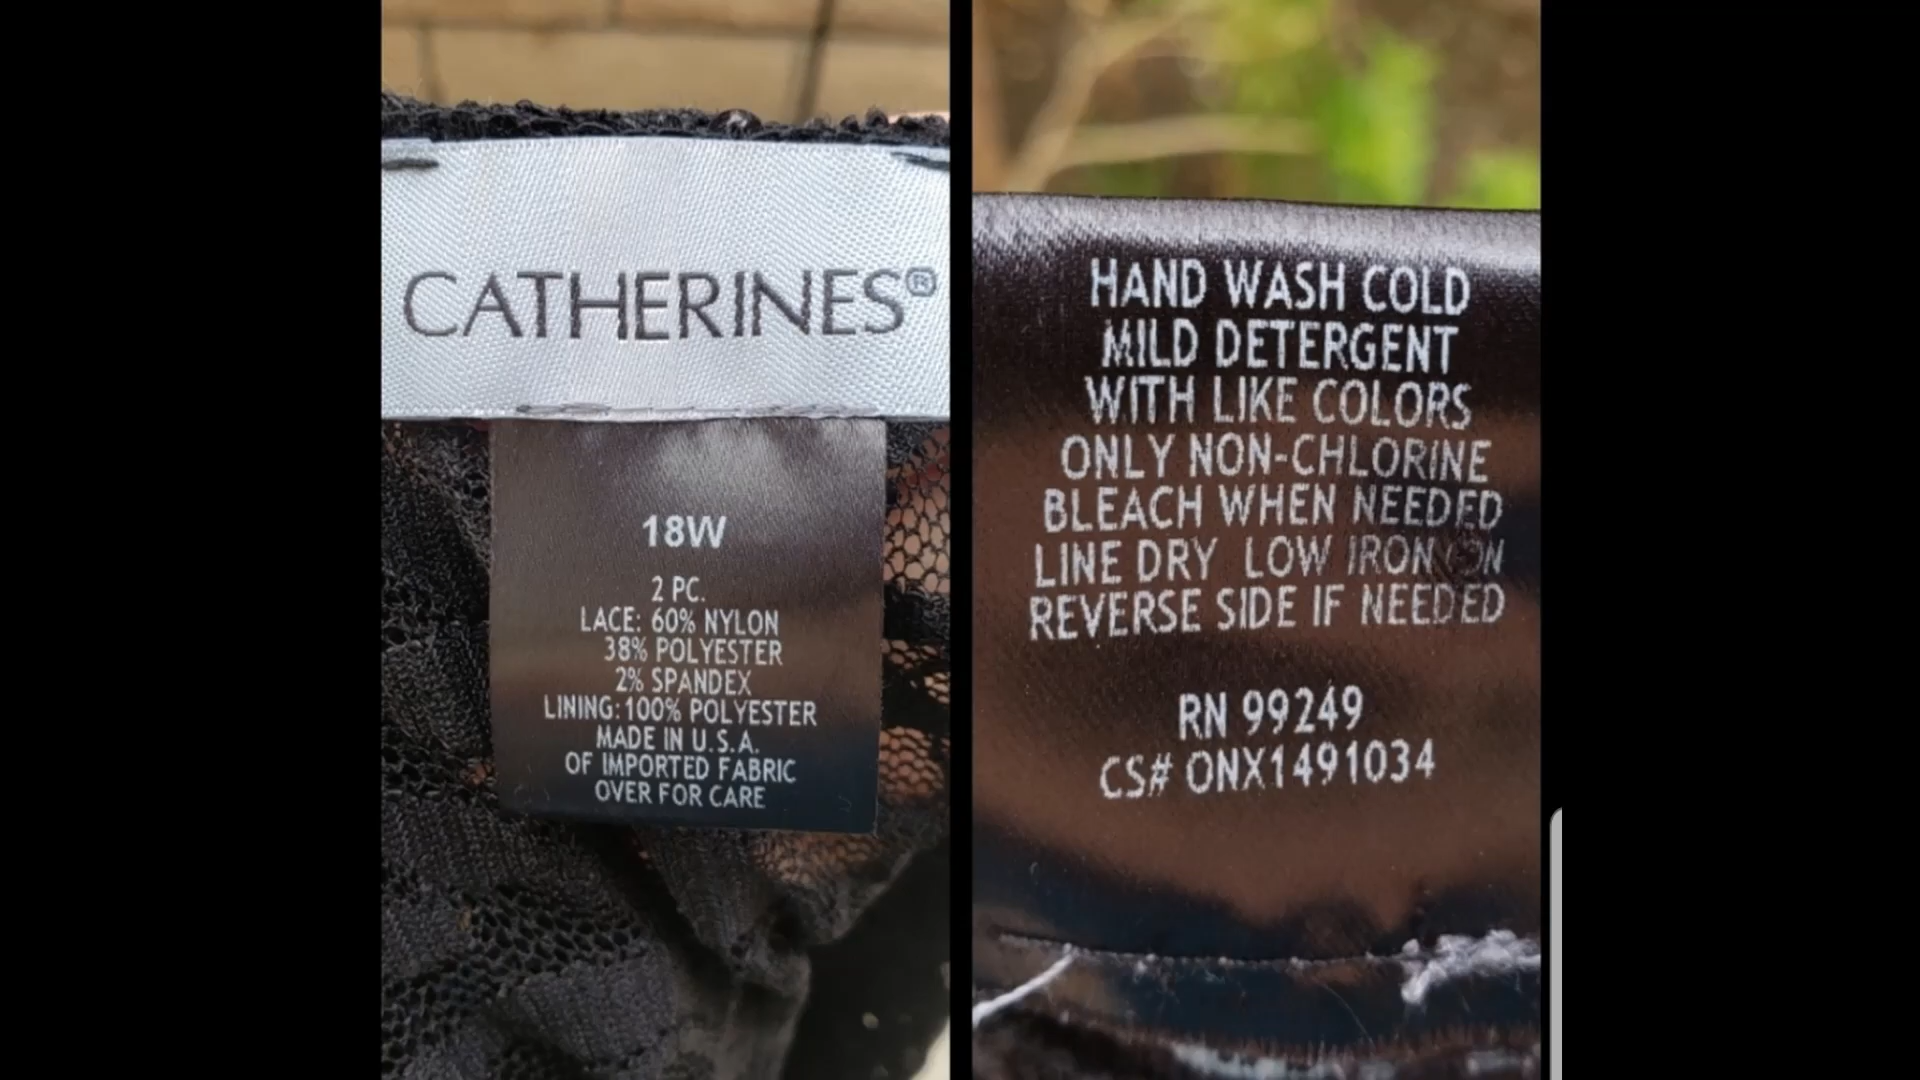 CATHERINES®
18W
2 PC.
LACE: 60% NYLON
38% POLYESTER
2% SPANDEX
LINING: 100% POLYESTER
MADE IN U.S.A.
OF IMPORTED FABRIC
OVER FOR CARE
HAND WASH COLD
MILD DETERGENT
WITH LIKE COLORS
ONLY NON-CHLORINE
BLEACH WHEN NEEDED
LINE DRY LOW IRON ON
REVERSE SIDE IF NEEDED
RN 99249
CS# ONX1491034